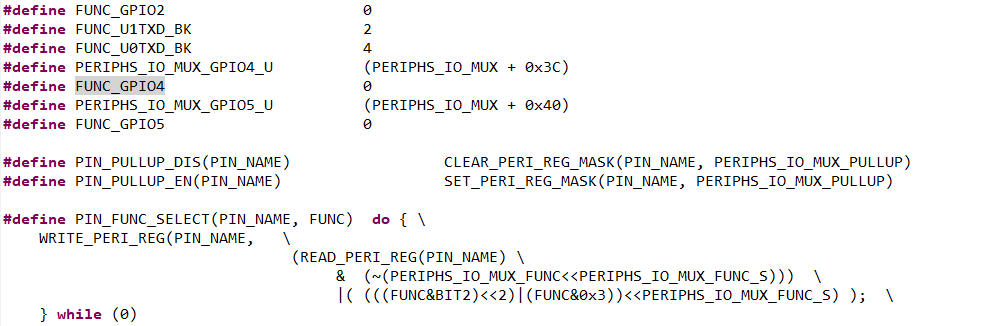 #define FUNC_GPIO2 0
#define FUNC_U1TXD_BK 2
#define FUNC_U0TXD_BK 4
#define PERIPHS_IO_MUX_GPIO4_U (PERIPHS_IO_MUX + 0x3C)
#define FUNC_GPIO4 0
#define PERIPHS_IO_MUX_GPIO5_U (PERIPHS_IO_MUX + 0x40)
#define FUNC_GPIO5 0
#define PIN_PULLUP_DIS(PIN_NAME) CLEAR_PERI_REG_MASK(PIN_NAME, PERIPHS_IO_MUX_PULLUP)
#define PIN_PULLUP_EN(PIN_NAME) SET_PERI_REG_MASK(PIN_NAME, PERIPHS_IO_MUX_PULLUP)
#define PIN_FUNC_SELECT(PIN_NAME, FUNC) do { \
WRITE_PERI_REG(PIN_NAME, \
(READ_PERI_REG(PIN_NAME) \
& (~(PERIPHS_IO_MUX_FUNC<<PERIPHS_IO_MUX_FUNC_S))) \
|( (((FUNC&BIT2)<<2)|(FUNC&0x3))<<PERIPHS_IO_MUX_FUNC_S) ); \
} while (0)